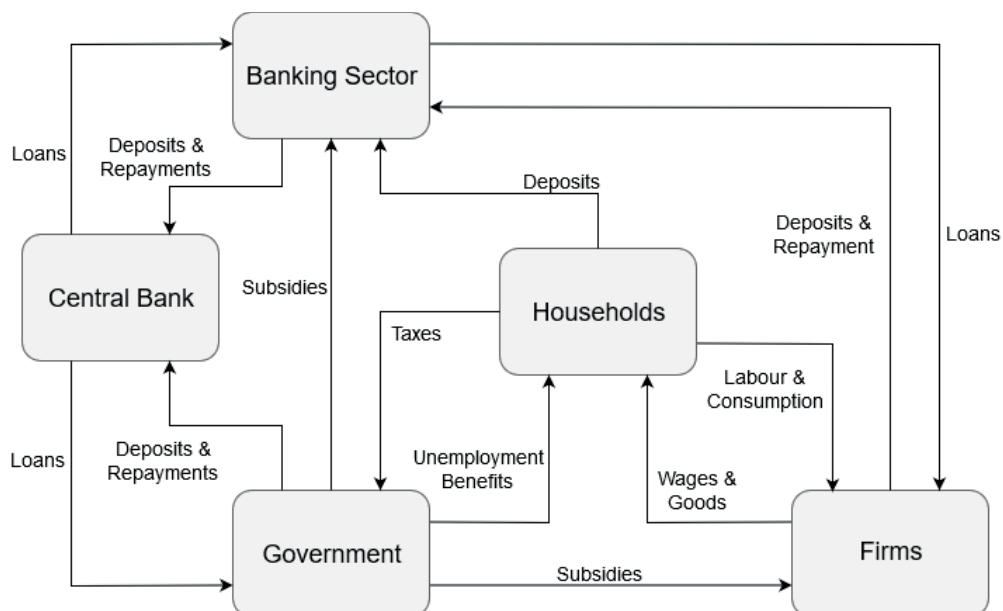 Banking Sector
Deposits &
Repayments
Loans
Deposits
Deposits &
Repayment
Loans
Central Bank
Subsidies
Households
Taxes
Labour &
Consumption
Deposits &
Repayments
Loans
Unemployment
Benefits
Wages &
Goods
Government
Firms
Subsidies